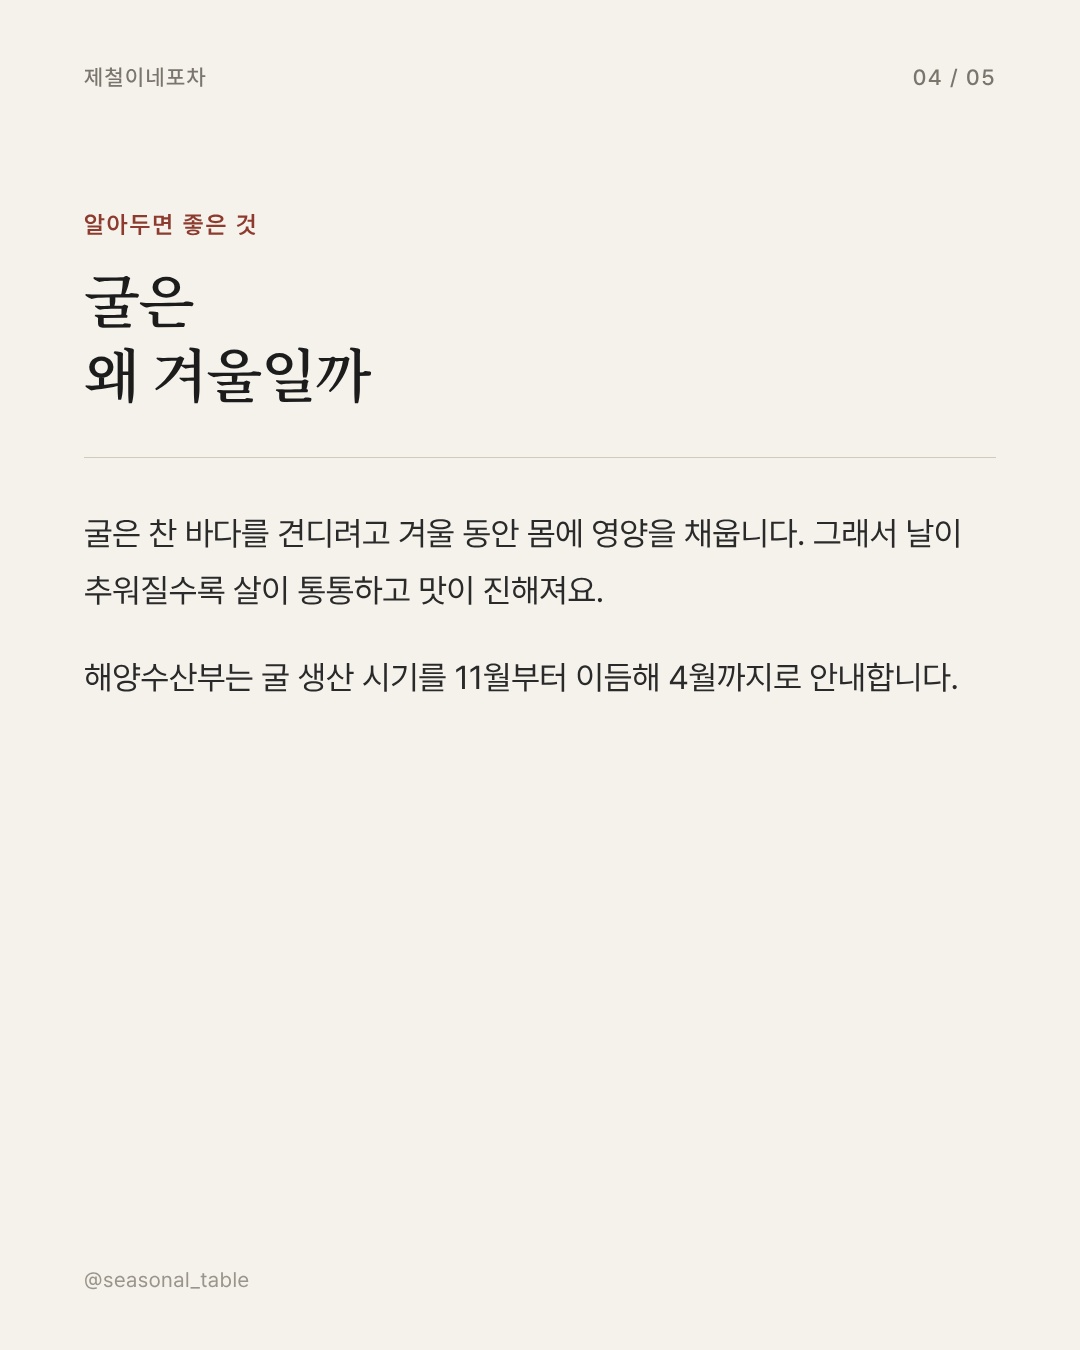 제철이네포차
04 / 05
알아두면 좋은 것
굴은
왜 겨울일까
굴은 찬 바다를 견디려고 겨울 동안 몸에 영양을 채웁니다. 그래서 날이
추워질수록 살이 통통하고 맛이 진해져요.
해양수산부는 굴 생산 시기를 11월부터 이듬해 4월까지로 안내합니다.
@seasonal_table